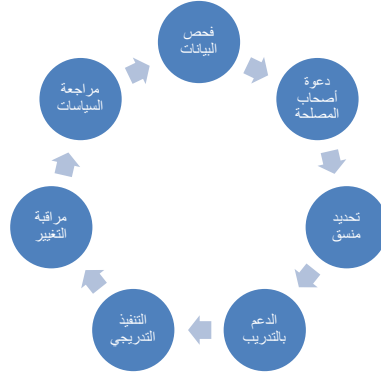 فحص
البيانات
دعوة
أصحاب
المصلحة
تحديد
منسق
الدعم
بالتدريب
التنفيذ
التدريجي
مراقبة
التغيير
مراجعة
السياسات